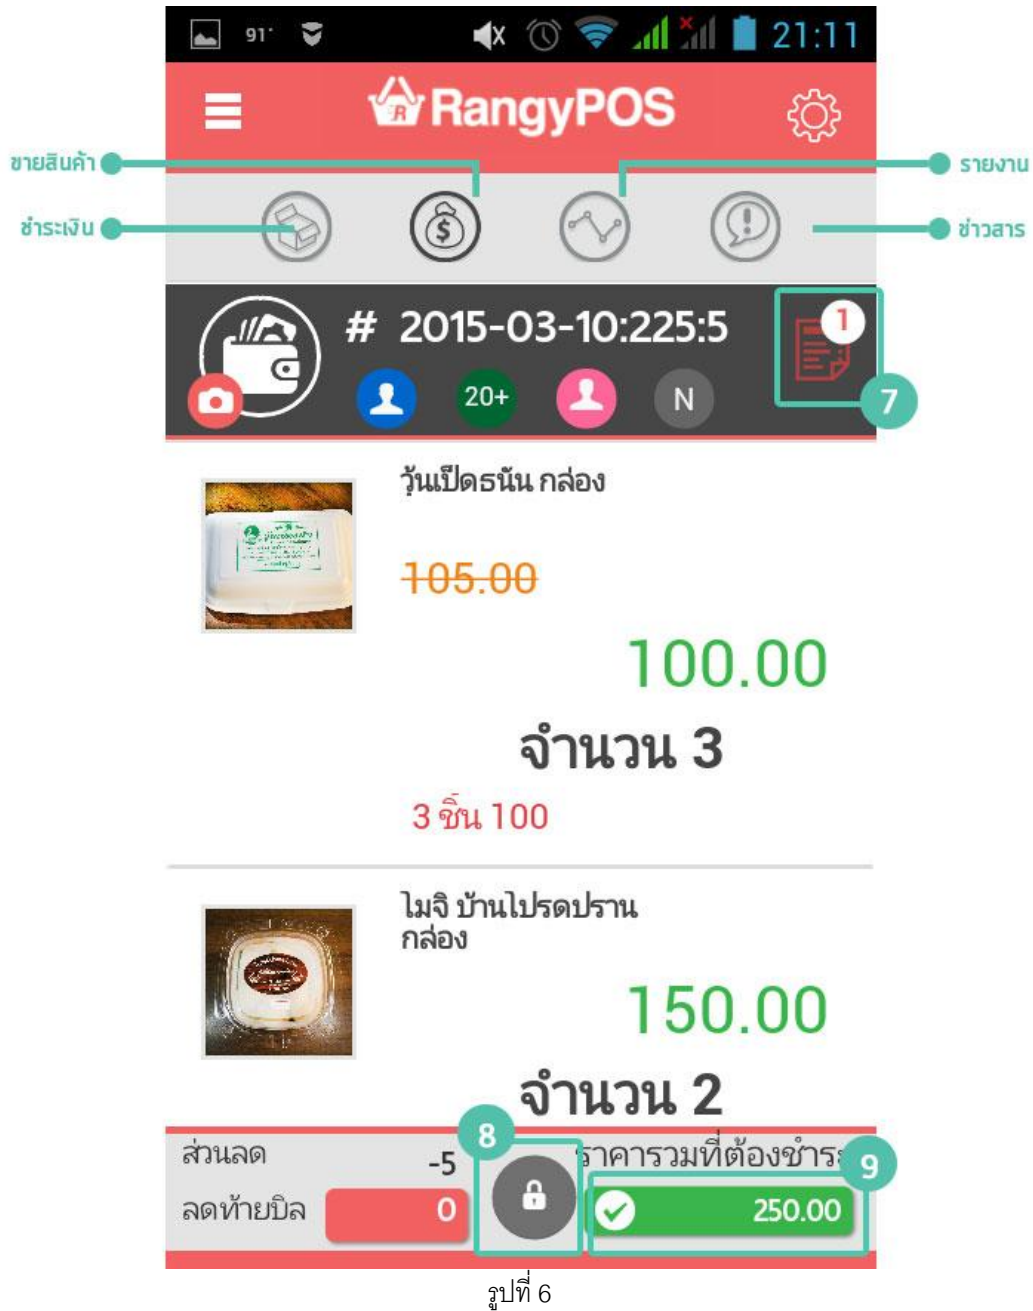 91°
21:11
RangyPOS
ขายสินค้า
รายงาน
ชำระเงิน
ข่าวสาร
# 2015-03-10:225:5
1
20+
N
7
วุ้นเป็ดธนัน กล่อง
105.00
100.00
จำนวน 3
3 ชิ้น 100
ไมจิ บ้านโปรดปราน
กล่อง
150.00
จำนวน 2
ส่วนลด
-5
8
ราคารวมที่ต้องชำระ
9
ลดท้ายบิล
0
250.00
รูปที่ 6